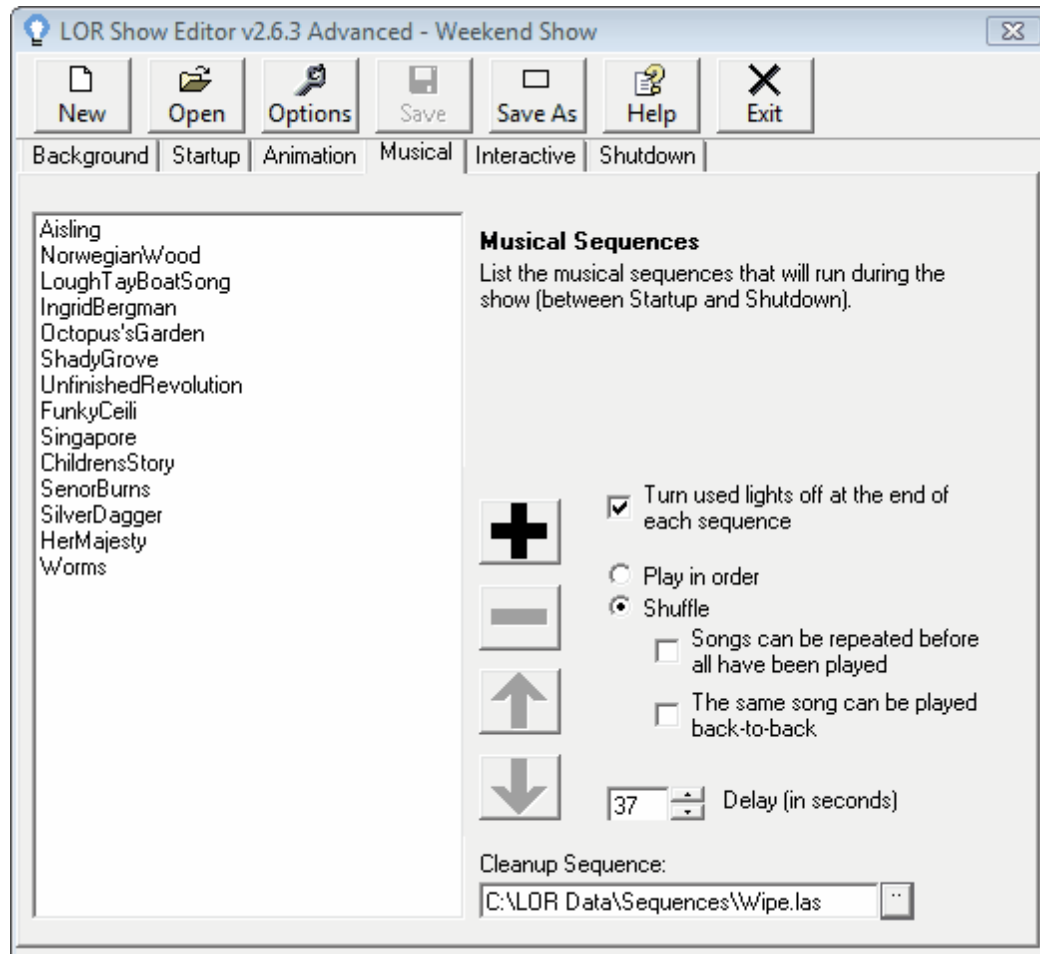 LOR Show Editor v2.6.3 Advanced - Weekend Show
New Open Options Save Save As Help Exit
Background Startup Animation Musical Interactive Shutdown
Aisling
NorwegianWood
LoughTayBoatSong
IngridBergman
Octopus'sGarden
ShadyGrove
UnfinishedRevolution
FunkyCeili
Singapore
ChildrensStory
SenorBurns
SilverDagger
HerMajesty
Worms
Musical Sequences
List the musical sequences that will run during the
show (between Startup and Shutdown).
Turn used lights off at the end of
each sequence
Play in order
Shuffle
Songs can be repeated before
all have been played
The same song can be played
back-to-back
37 Delay (in seconds)
Cleanup Sequence:
C:\LOR Data\Sequences\Wipe.las ..